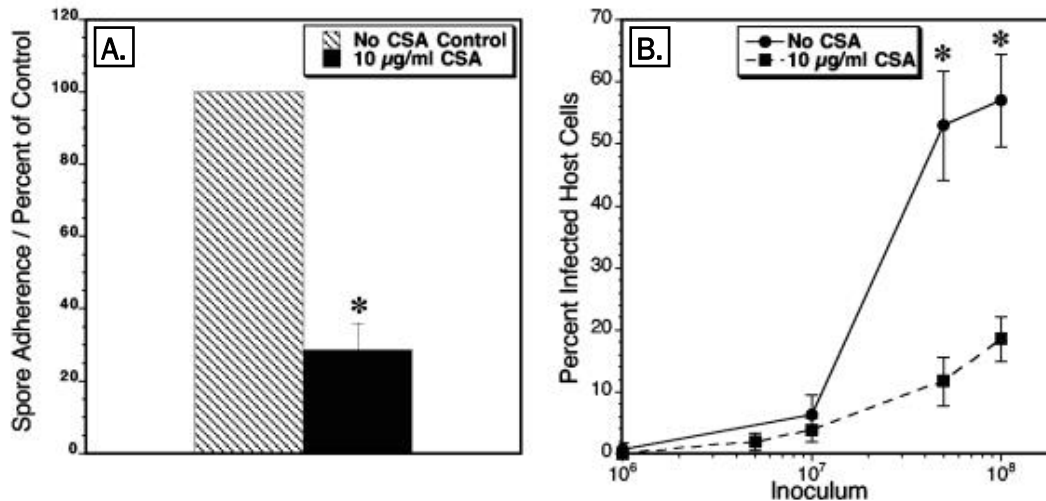 A.
No CSA Control
10 µg/ml CSA
*
Spore Adherence / Percent of Control
120
100
80
60
40
20
0
B.
No CSA
10 µg/ml CSA
*
*
Percent Infected Host Cells
70
60
50
40
30
20
10
0
10⁶
10⁷
10⁸
Inoculum